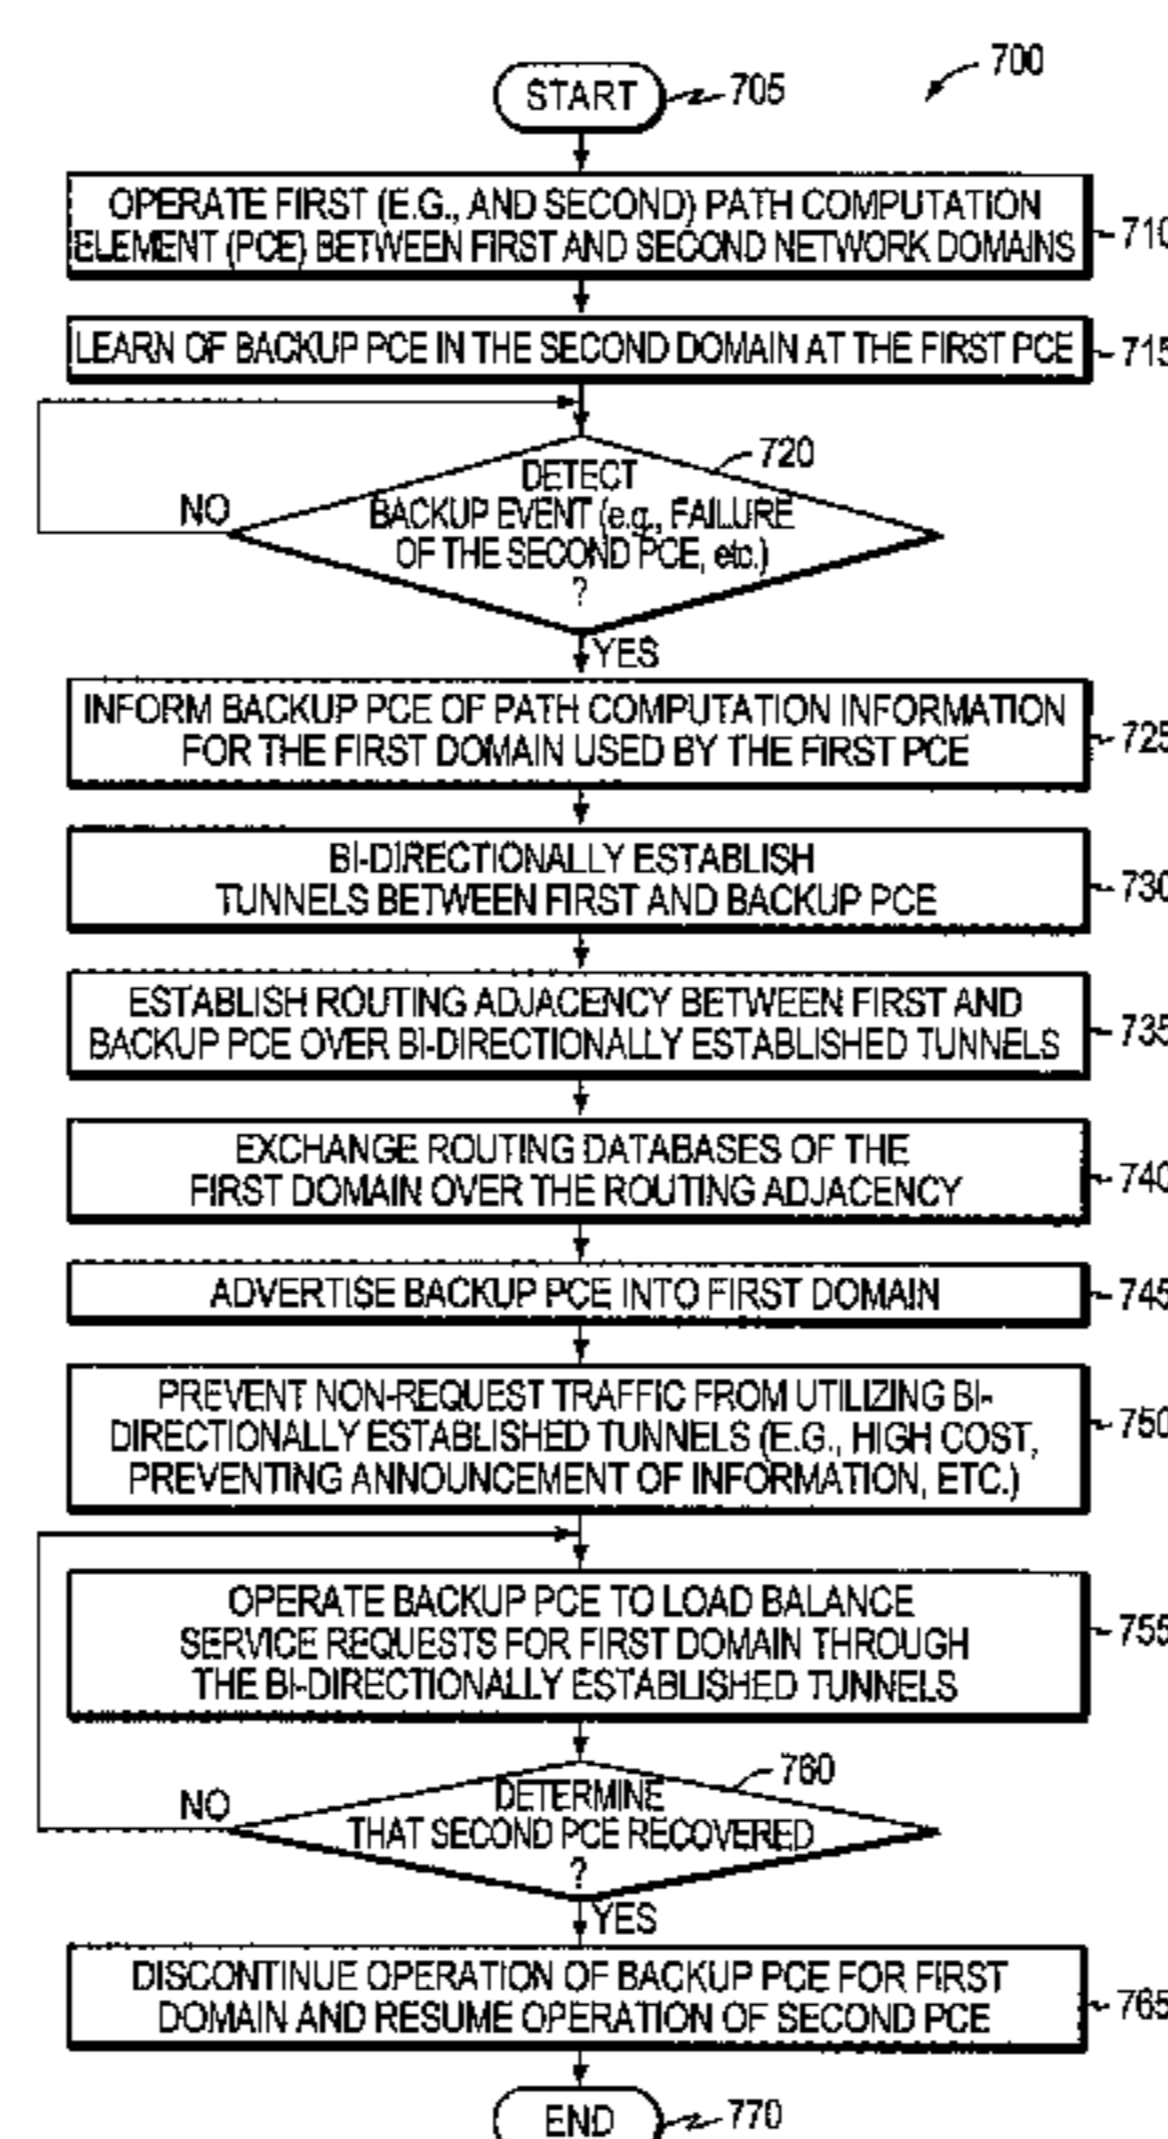 700
START
705
OPERATE FIRST (E.G., AND SECOND) PATH COMPUTATION
ELEMENT (PCE) BETWEEN FIRST AND SECOND NETWORK DOMAINS
710
LEARN OF BACKUP PCE IN THE SECOND DOMAIN AT THE FIRST PCE
715
720
DETECT
BACKUP EVENT (e.g., FAILURE
OF THE SECOND PCE, etc.)
?
NO
YES
INFORM BACKUP PCE OF PATH COMPUTATION INFORMATION
FOR THE FIRST DOMAIN USED BY THE FIRST PCE
725
BI-DIRECTIONALLY ESTABLISH
TUNNELS BETWEEN FIRST AND BACKUP PCE
730
ESTABLISH ROUTING ADJACENCY BETWEEN FIRST AND
BACKUP PCE OVER BI-DIRECTIONALLY ESTABLISHED TUNNELS
735
EXCHANGE ROUTING DATABASES OF THE
FIRST DOMAIN OVER THE ROUTING ADJACENCY
740
ADVERTISE BACKUP PCE INTO FIRST DOMAIN
745
PREVENT NON-REQUEST TRAFFIC FROM UTILIZING BI-
DIRECTIONALLY ESTABLISHED TUNNELS (E.G., HIGH COST,
PREVENTING ANNOUNCEMENT OF INFORMATION, ETC.)
750
OPERATE BACKUP PCE TO LOAD BALANCE
SERVICE REQUESTS FOR FIRST DOMAIN THROUGH
THE BI-DIRECTIONALLY ESTABLISHED TUNNELS
755
760
DETERMINE
THAT SECOND PCE RECOVERED
?
NO
YES
DISCONTINUE OPERATION OF BACKUP PCE FOR FIRST
DOMAIN AND RESUME OPERATION OF SECOND PCE
765
END
770